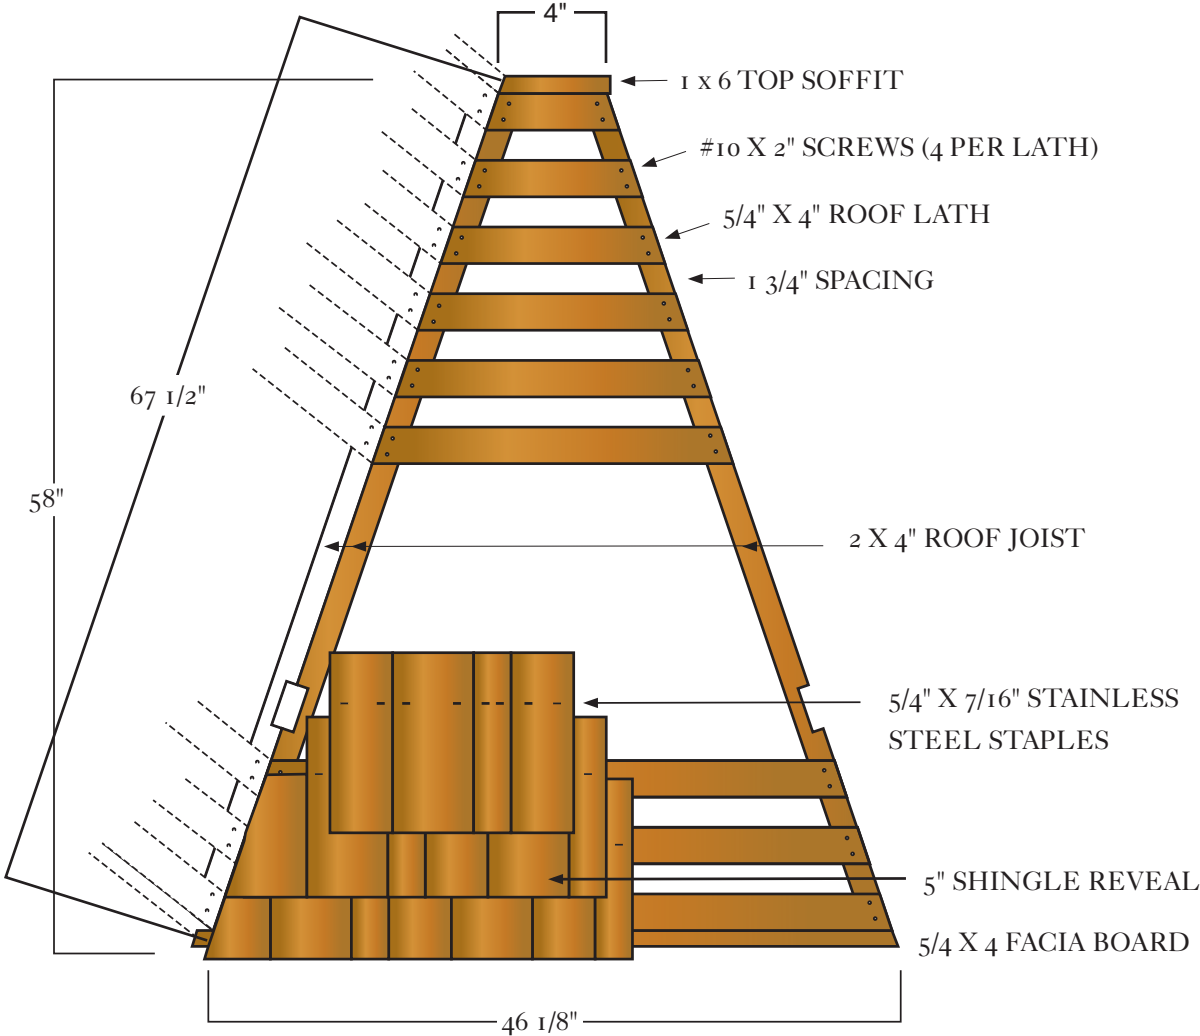 4"
1 x 6 TOP SOFFIT
#10 X 2" SCREWS (4 PER LATH)
5/4" X 4" ROOF LATH
1 3/4" SPACING
67 1/2"
58"
2 X 4" ROOF JOIST
5/4" X 7/16" STAINLESS
STEEL STAPLES
5" SHINGLE REVEAL
5/4 X 4 FACIA BOARD
46 1/8"